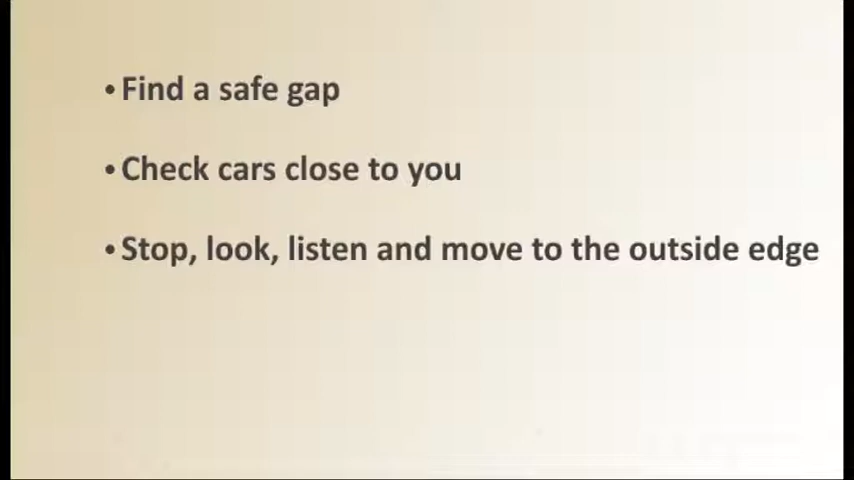 • Find a safe gap
• Check cars close to you
• Stop, look, listen and move to the outside edge